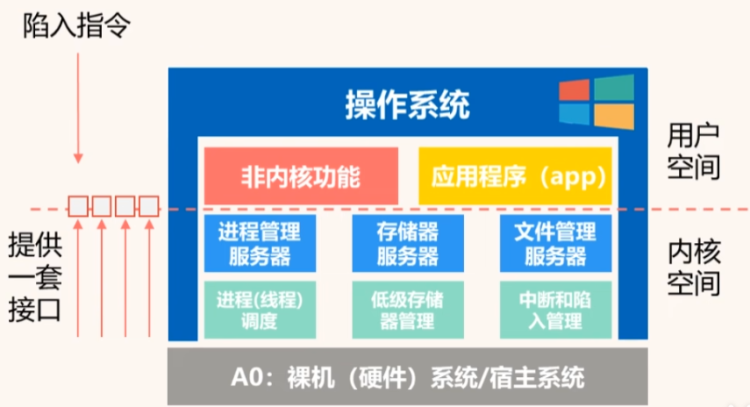 陷入指令
操作系统
用户
空间
非内核功能
应用程序（app）
提供
一套
接口
进程管理
服务器
存储器
服务器
文件管理
服务器
内核
空间
进程(线程)
调度
低级存储
器管理
中断和陷
入管理
A0：裸机（硬件）系统/宿主系统